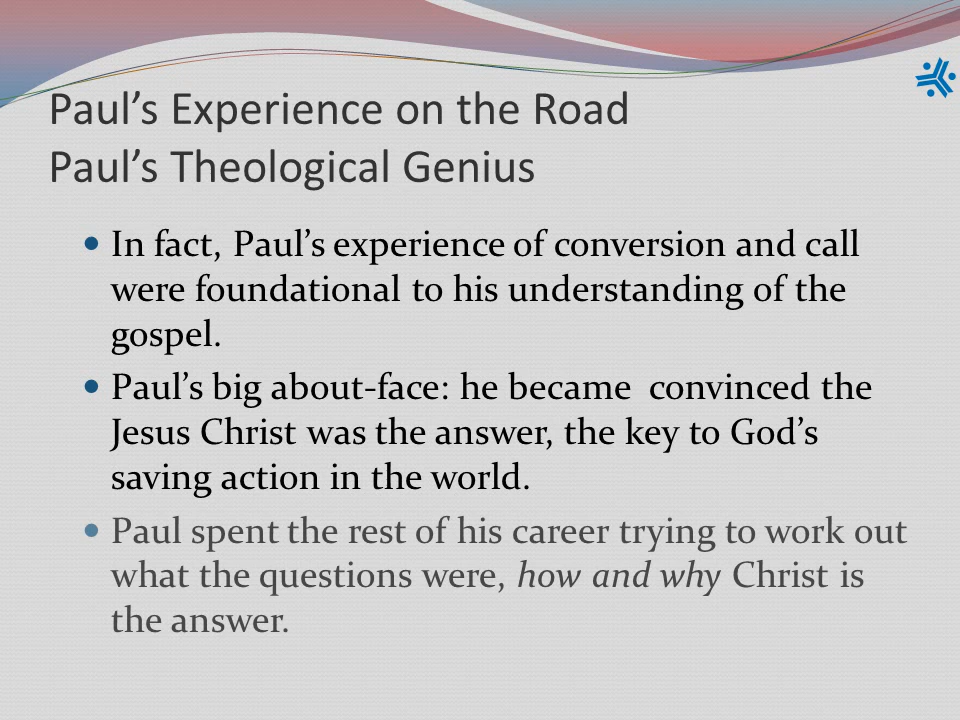 Paul’s Experience on the Road
Paul’s Theological Genius
• In fact, Paul’s experience of conversion and call
were foundational to his understanding of the
gospel.
• Paul’s big about-face: he became  convinced the
Jesus Christ was the answer, the key to God’s
saving action in the world.
• Paul spent the rest of his career trying to work out
what the questions were, how and why Christ is
the answer.